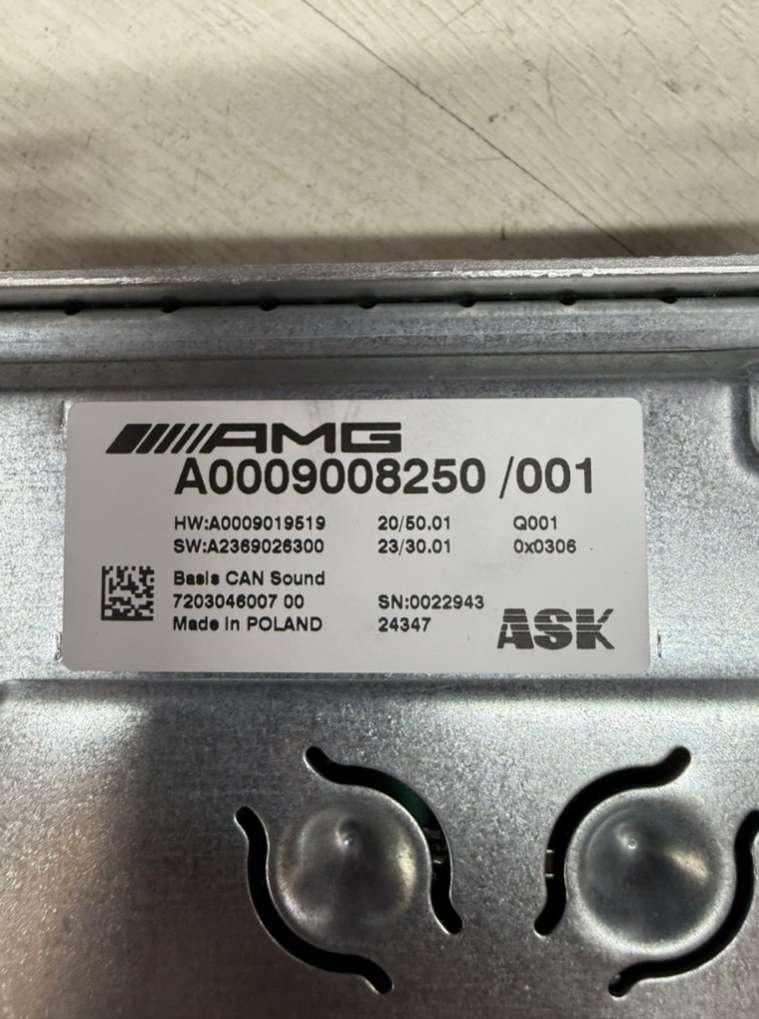 AMG
A0009008250 /001
HW:A0009019519 20/50.01 Q001
SW:A2369026300 23/30.01 0x0306
Basis CAN Sound
7203046007 00 SN:0022943
Made in POLAND 24347
ASK